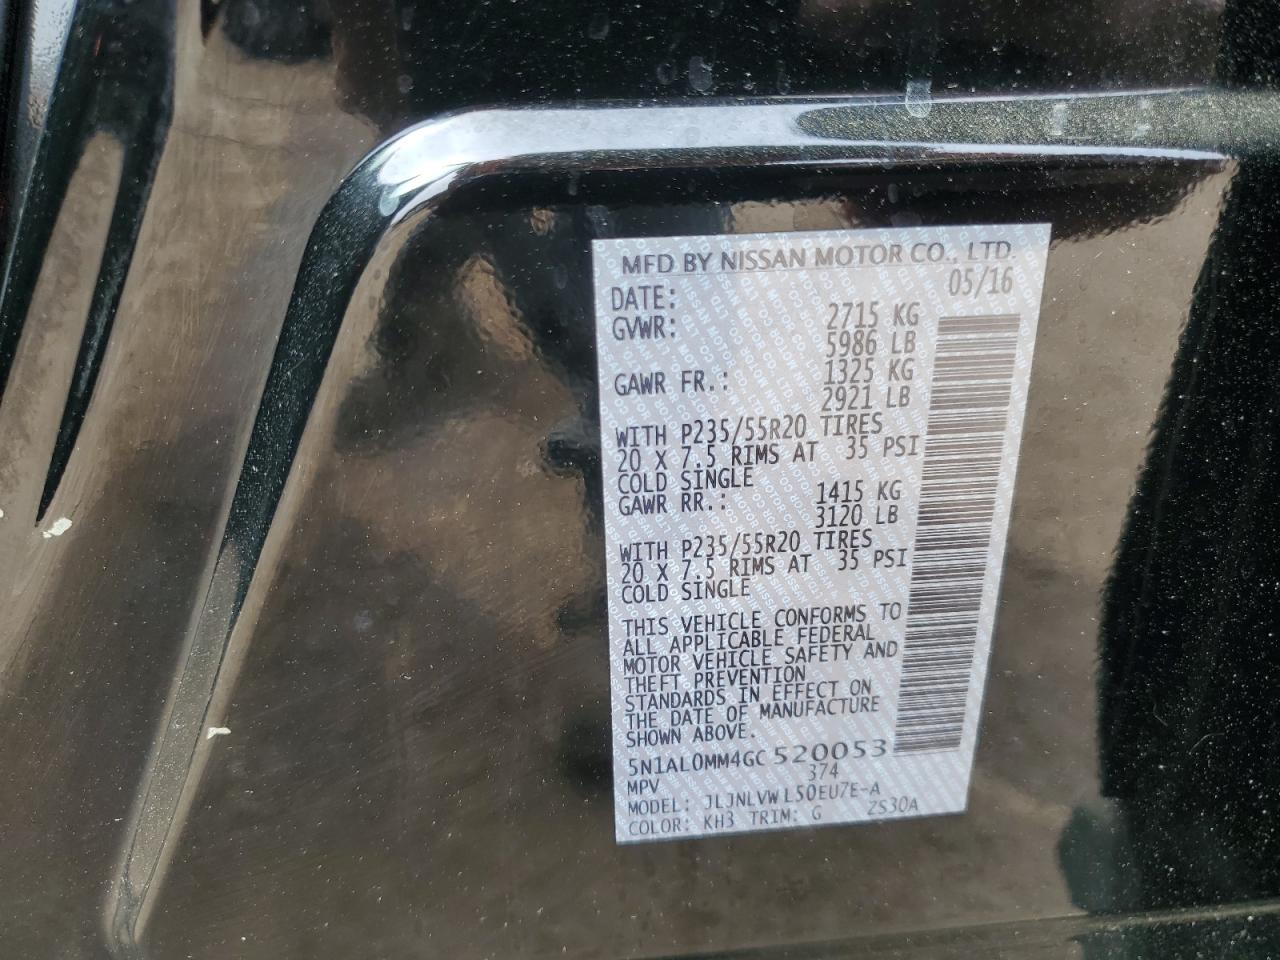 MFD BY NISSAN MOTOR CO., LTD.
DATE: 05/16
GVWR: 2715 KG
5986 LB
GAWR FR.: 1325 KG
2921 LB
WITH P235/55R20 TIRES
20 X 7.5 RIMS AT 35 PSI
COLD SINGLE
GAWR RR.: 1415 KG
3120 LB
WITH P235/55R20 TIRES
20 X 7.5 RIMS AT 35 PSI
COLD SINGLE
THIS VEHICLE CONFORMS TO
ALL APPLICABLE FEDERAL
MOTOR VEHICLE SAFETY AND
THEFT PREVENTION
STANDARDS IN EFFECT ON
THE DATE OF MANUFACTURE
SHOWN ABOVE.
5N1AL0MM4GC520053
MPV 374
MODEL: JLJNLVWL50EU7E-A
COLOR: KH3 TRIM: G ZS30A